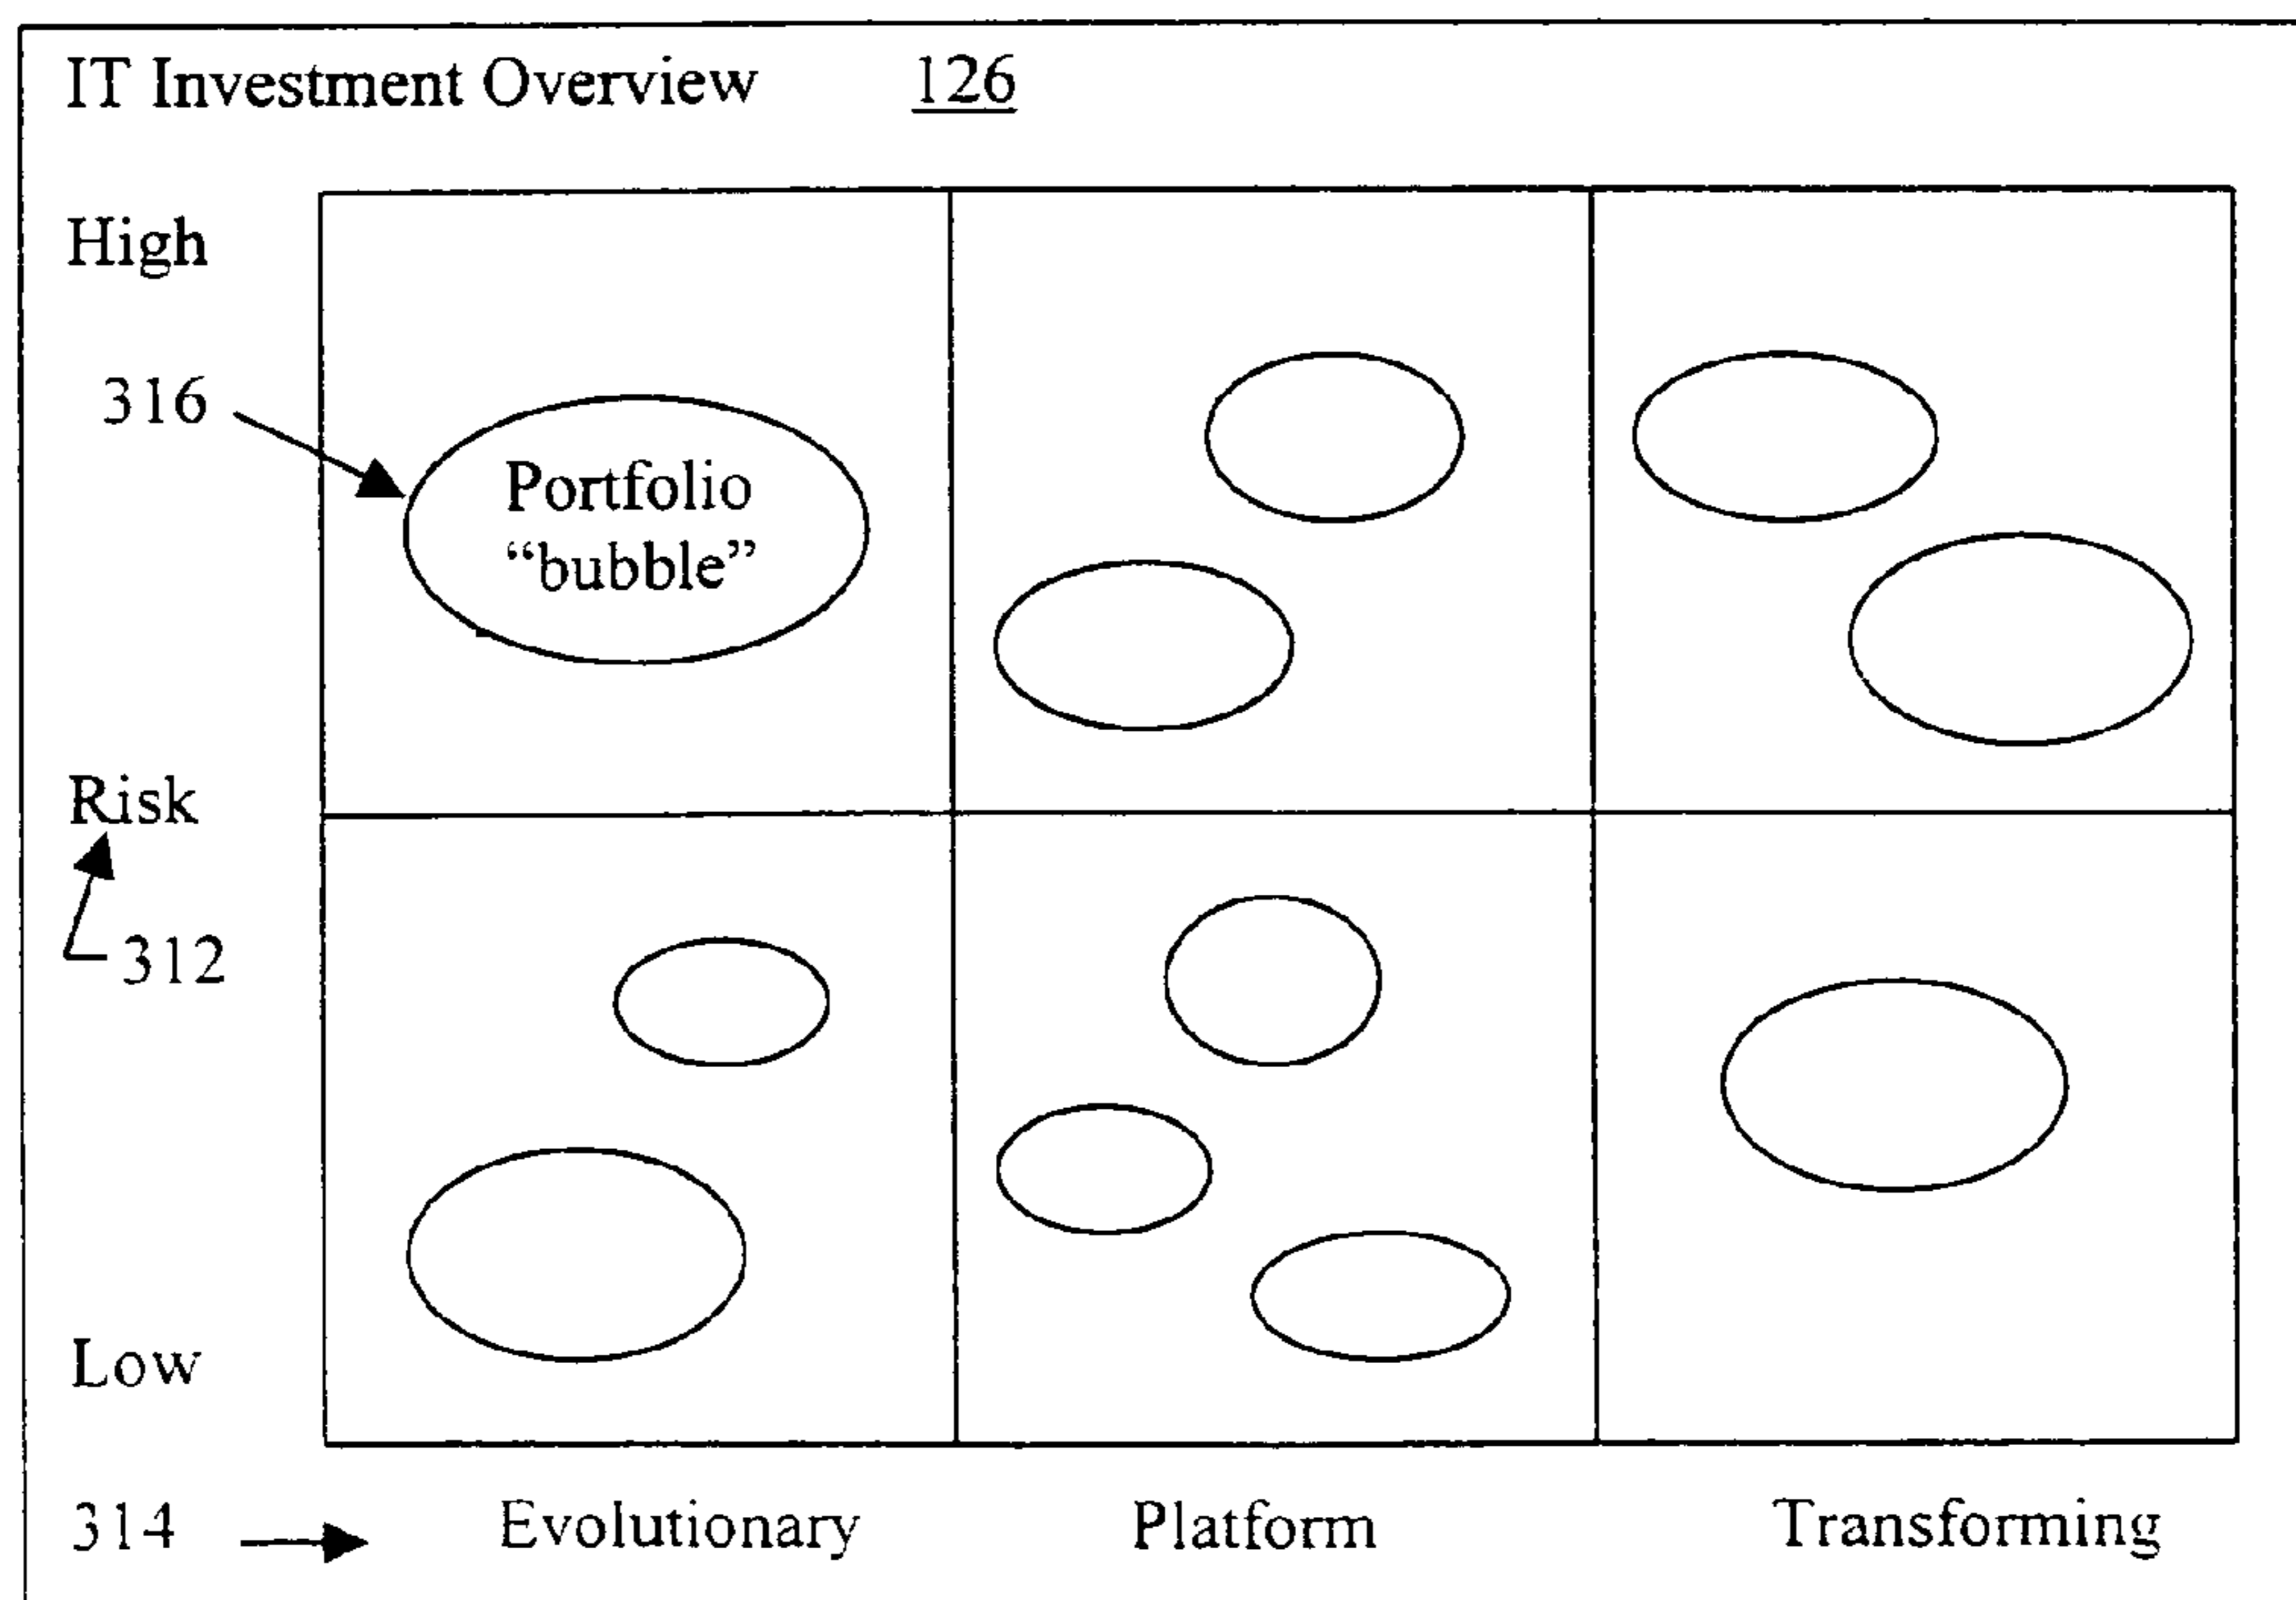 IT Investment Overview 126
High
316
Portfolio
“bubble”
Risk
312
Low
314 Evolutionary Platform Transforming